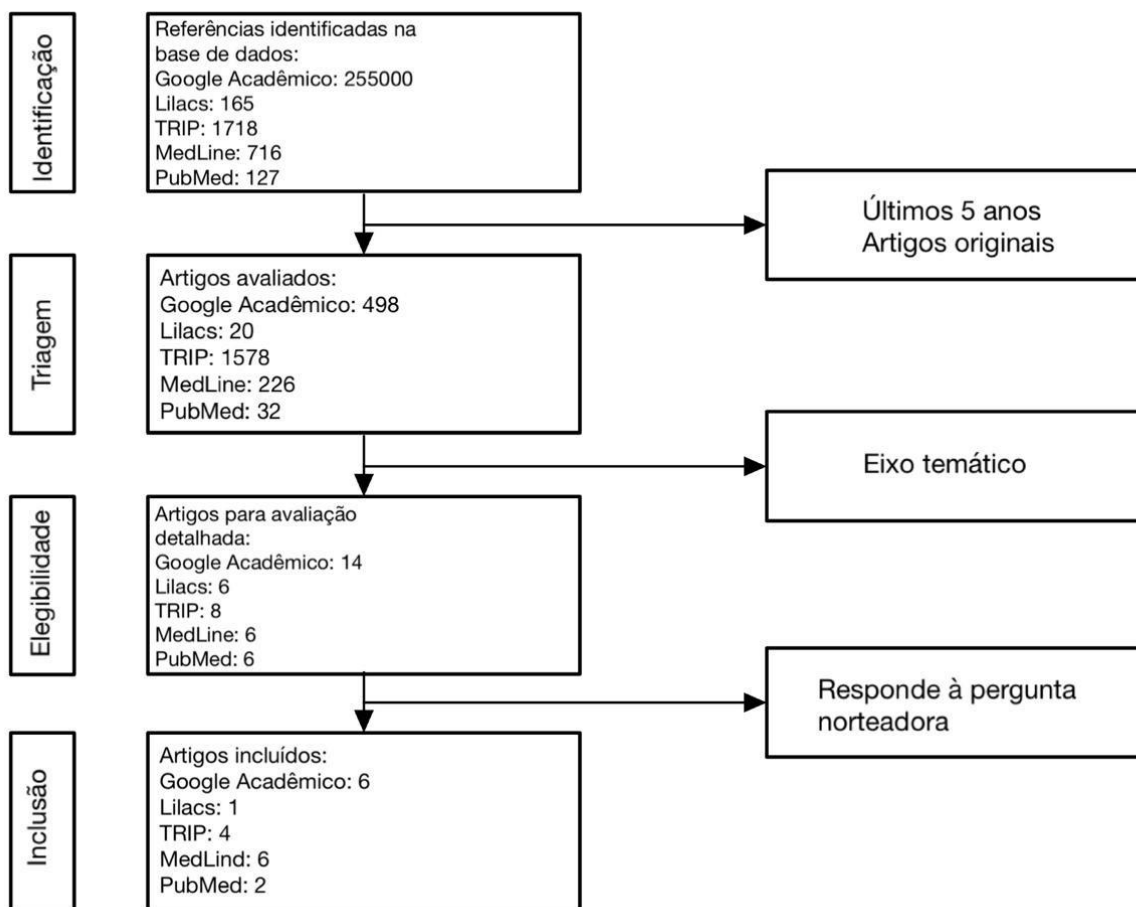 Identificação
Referências identificadas na
base de dados:
Google Acadêmico: 255000
Lilacs: 165
TRIP: 1718
MedLine: 716
PubMed: 127
Últimos 5 anos
Artigos originais
Triagem
Artigos avaliados:
Google Acadêmico: 498
Lilacs: 20
TRIP: 1578
MedLine: 226
PubMed: 32
Eixo temático
Elegibilidade
Artigos para avaliação
detalhada:
Google Acadêmico: 14
Lilacs: 6
TRIP: 8
MedLine: 6
PubMed: 6
Responde à pergunta
norteadora
Inclusão
Artigos incluídos:
Google Acadêmico: 6
Lilacs: 1
TRIP: 4
MedLind: 6
PubMed: 2